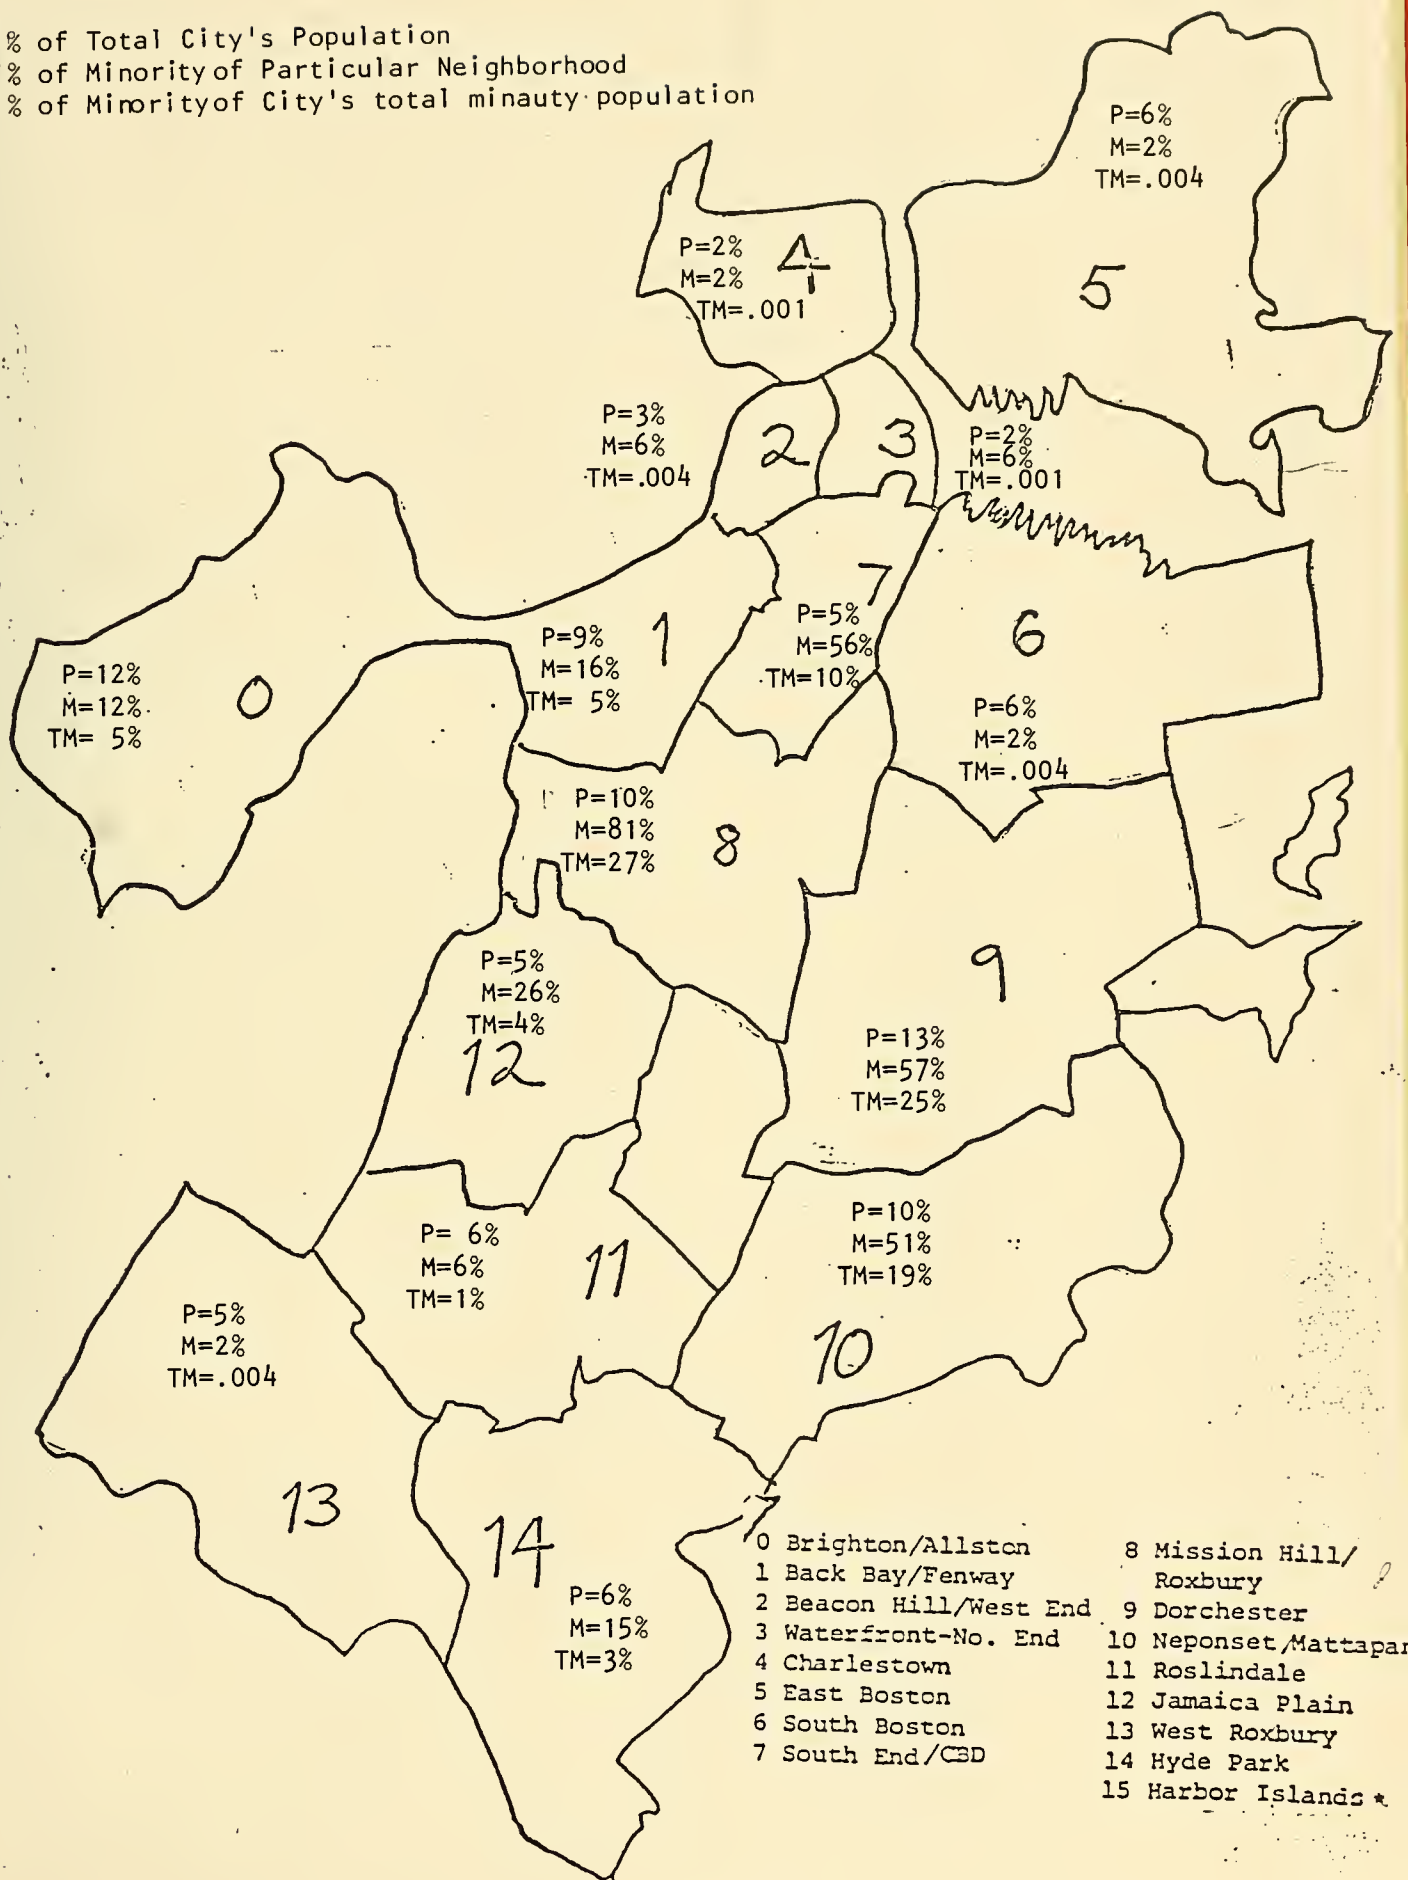 % of Total City's Population
% of Minority of Particular Neighborhood
% of Minority of City's total minauty population
P=6%
M=2%
TM=.004
5
P=2%
M=2%
TM=.001
4
P=3%
M=6%
TM=.004
2
3
P=2%
M=6%
TM=.001
7
P=5%
M=56%
TM=10%
6
P=6%
M=2%
TM=.004
1
P=9%
M=16%
TM= 5%
P=12%
M=12%
TM= 5%
0
P=10%
M=81%
TM=27%
8
P=5%
M=26%
TM=4%
12
9
P=13%
M=57%
TM=25%
P= 6%
M=6%
TM=1%
11
P=10%
M=51%
TM=19%
10
P=5%
M=2%
TM=.004
13
14
P=6%
M=15%
TM=3%
0 Brighton/Allston
1 Back Bay/Fenway
2 Beacon Hill/West End
3 Waterfront-No. End
4 Charlestown
5 East Boston
6 South Boston
7 South End/CBD
8 Mission Hill/
Roxbury
9 Dorchester
10 Neponset/Mattapan
11 Roslindale
12 Jamaica Plain
13 West Roxbury
14 Hyde Park
15 Harbor Islands *